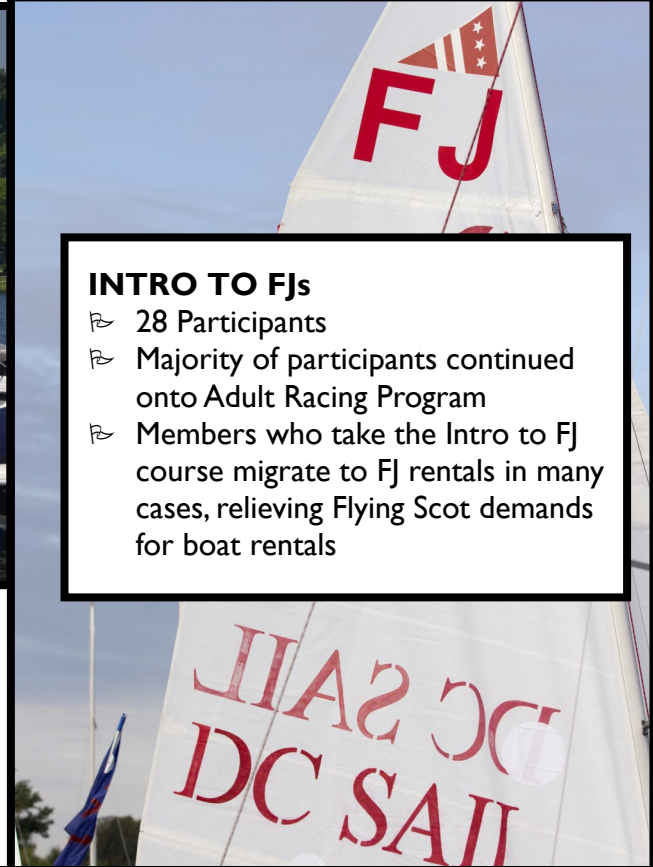 FJ
INTRO TO FJs
28 Participants
Majority of participants continued
onto Adult Racing Program
Members who take the Intro to FJ
course migrate to FJ rentals in many
cases, relieving Flying Scot demands
for boat rentals
DC SAIL
DC SAIL